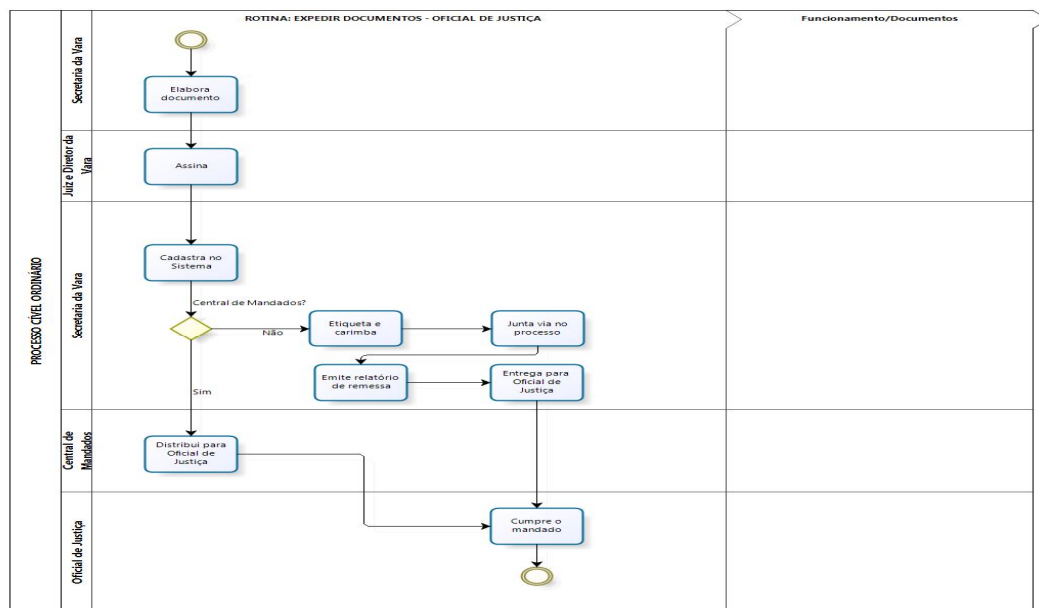 ROTINA: EXPEDIR DOCUMENTOS - OFICIAL DE JUSTIÇA
Funcionamento/Documentos
PROCESSO CÍVEL ORDINÁRIO
Secretaria da Vara
Elabora
documento
Juiz e Diretor da
Vara
Assina
Secretaria da Vara
Cadastra no
Sistema
Central de Mandados?
Não
Etiqueta e
carimba
Junta via no
processo
Emite relatório
de remessa
Entrega para
Oficial de
Justiça
Sim
Central de
Mandados
Distribui para
Oficial de
Justiça
Oficial de Justiça
Cumpre o
mandado